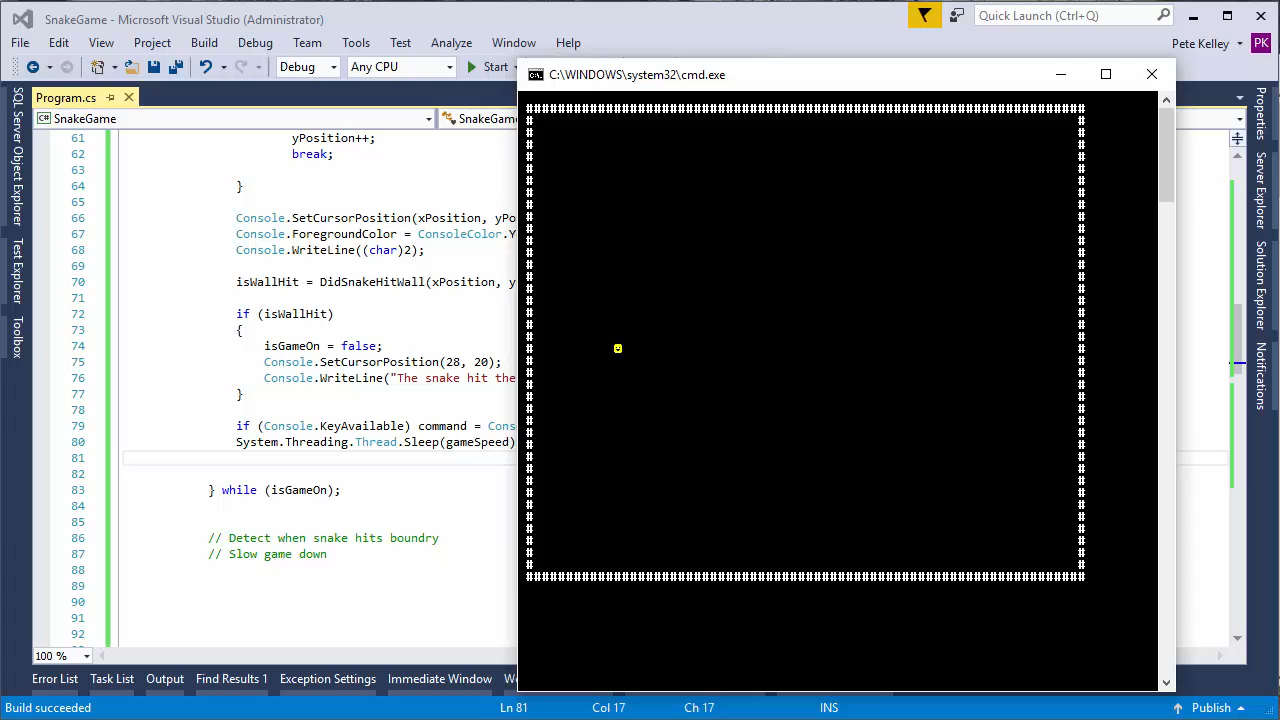 SnakeGame - Microsoft Visual Studio (Administrator)
Quick Launch (Ctrl+Q)
File Edit View Project Build Debug Team Tools Test Analyze Window Help
Pete Kelley PK
Debug Any CPU Start
C:\WINDOWS\system32\cmd.exe
Program.cs
SnakeGame SnakeGame
SQL Server Object Explorer
Test Explorer
Toolbox
Properties
Server Explorer
Solution Explorer
Notifications
61 yPosition++;
62 break;
63
64 }
65
66 Console.SetCursorPosition(xPosition,
67 Console.ForegroundColor = ConsoleColor.
68 Console.WriteLine((char)2);
69
70 isWallHit = DidSnakeHitWall(xPosition,
71
72 if (isWallHit)
73 {
74 isGameOn = false;
75 Console.SetCursorPosition(28, 20);
76 Console.WriteLine("The snake hit the
77 }
78
79 if (Console.KeyAvailable) command =
80 System.Threading.Thread.Sleep(gameSpeed)
81
82
83 } while (isGameOn);
84
85
86 // Detect when snake hits boundry
87 // Slow game down
88
89
90
91
92
100 %
Error List Task List Output Find Results 1 Exception Settings Immediate Window
Build succeeded Ln 81 Col 17 Ch 17 INS Publish